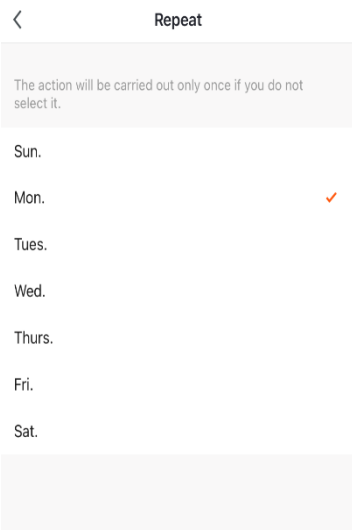 Repeat
The action will be carried out only once if you do not
select it.
Sun.
Mon.
Tues.
Wed.
Thurs.
Fri.
Sat.